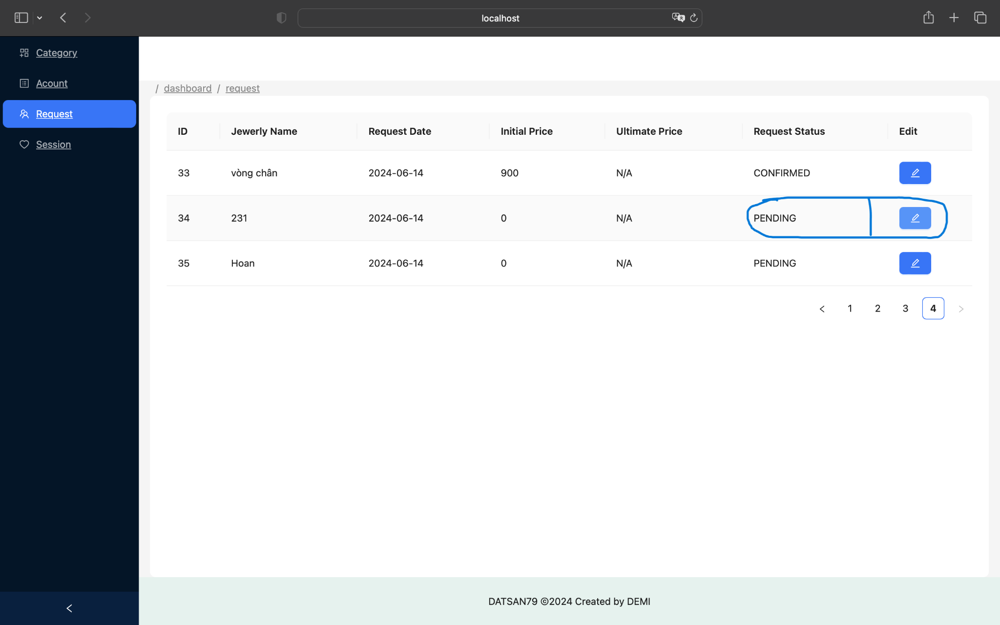 localhost
Category
Acount
Request
Session
/ dashboard / request
ID Jewerly Name Request Date Initial Price Ultimate Price Request Status Edit
33 vòng chân 2024-06-14 900 N/A CONFIRMED
34 231 2024-06-14 0 N/A PENDING
35 Hoan 2024-06-14 0 N/A PENDING
< 1 2 3 4 >
DATSAN79 ©2024 Created by DEMI